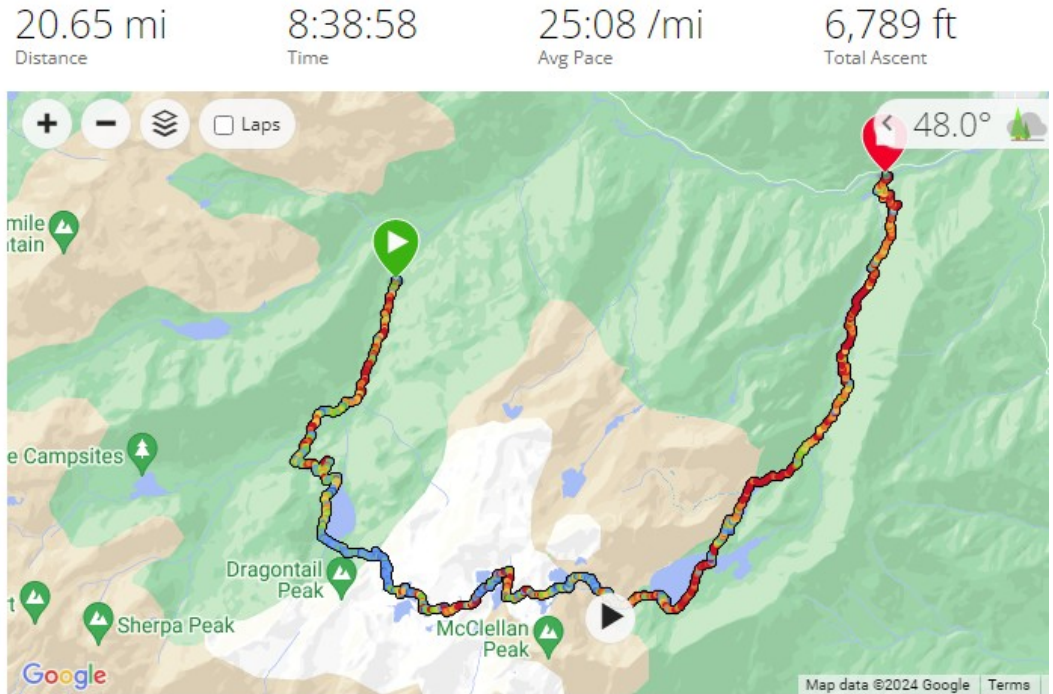 20.65 mi
8:38:58
25:08 /mi
6,789 ft
Distance
Time
Avg Pace
Total Ascent
+
−
Laps
48.0°
mile
ntain
e Campsites
Dragontail
Peak
t
Sherpa Peak
McClellan
Peak
Google
Map data ©2024 Google
Terms